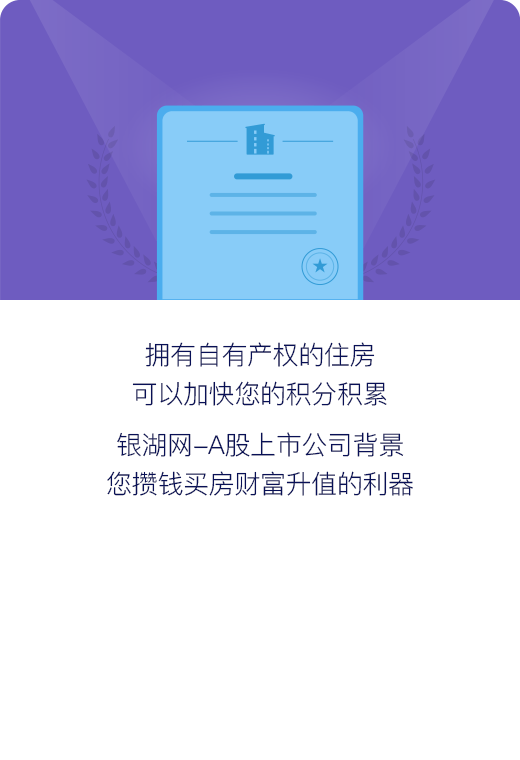 拥有自有产权的住房
可以加快您的积分积累
银湖网–A股上市公司背景
您攒钱买房财富升值的利器